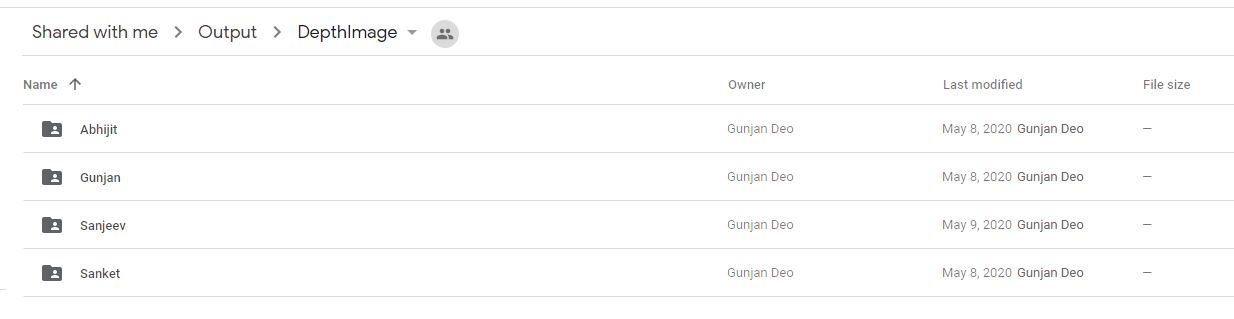 Shared with me > Output > DepthImage
Name Owner Last modified File size
Abhijit Gunjan Deo May 8, 2020 Gunjan Deo —
Gunjan Gunjan Deo May 8, 2020 Gunjan Deo —
Sanjeev Gunjan Deo May 9, 2020 Gunjan Deo —
Sanket Gunjan Deo May 8, 2020 Gunjan Deo —